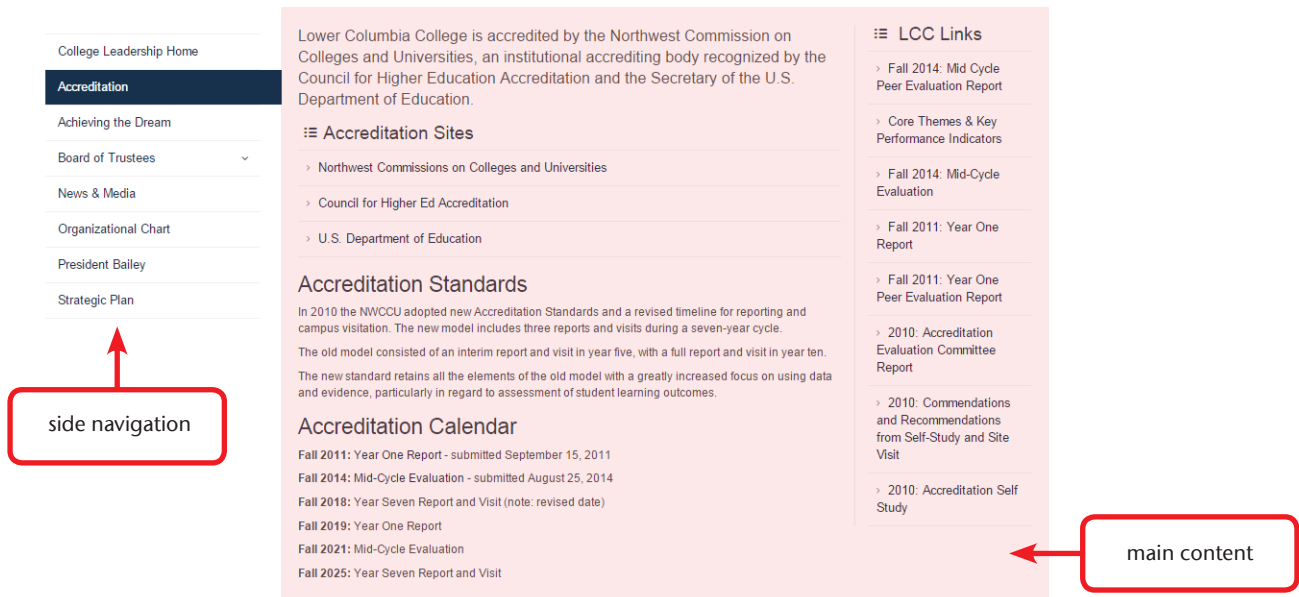 College Leadership Home
Accreditation
Achieving the Dream
Board of Trustees
News & Media
Organizational Chart
President Bailey
Strategic Plan
side navigation
Lower Columbia College is accredited by the Northwest Commission on
Colleges and Universities, an institutional accrediting body recognized by the
Council for Higher Education Accreditation and the Secretary of the U.S.
Department of Education.
Accreditation Sites
Northwest Commissions on Colleges and Universities
Council for Higher Ed Accreditation
U.S. Department of Education
Accreditation Standards
In 2010 the NWCCU adopted new Accreditation Standards and a revised timeline for reporting and
campus visitation. The new model includes three reports and visits during a seven-year cycle.
The old model consisted of an interim report and visit in year five, with a full report and visit in year ten.
The new standard retains all the elements of the old model with a greatly increased focus on using data
and evidence, particularly in regard to assessment of student learning outcomes.
Accreditation Calendar
Fall 2011: Year One Report - submitted September 15, 2011
Fall 2014: Mid-Cycle Evaluation - submitted August 25, 2014
Fall 2018: Year Seven Report and Visit (note: revised date)
Fall 2019: Year One Report
Fall 2021: Mid-Cycle Evaluation
Fall 2025: Year Seven Report and Visit
LCC Links
Fall 2014: Mid Cycle
Peer Evaluation Report
Core Themes & Key
Performance Indicators
Fall 2014: Mid-Cycle
Evaluation
Fall 2011: Year One
Report
Fall 2011: Year One
Peer Evaluation Report
2010: Accreditation
Evaluation Committee
Report
2010: Commendations
and Recommendations
from Self-Study and Site
Visit
2010: Accreditation Self
Study
main content